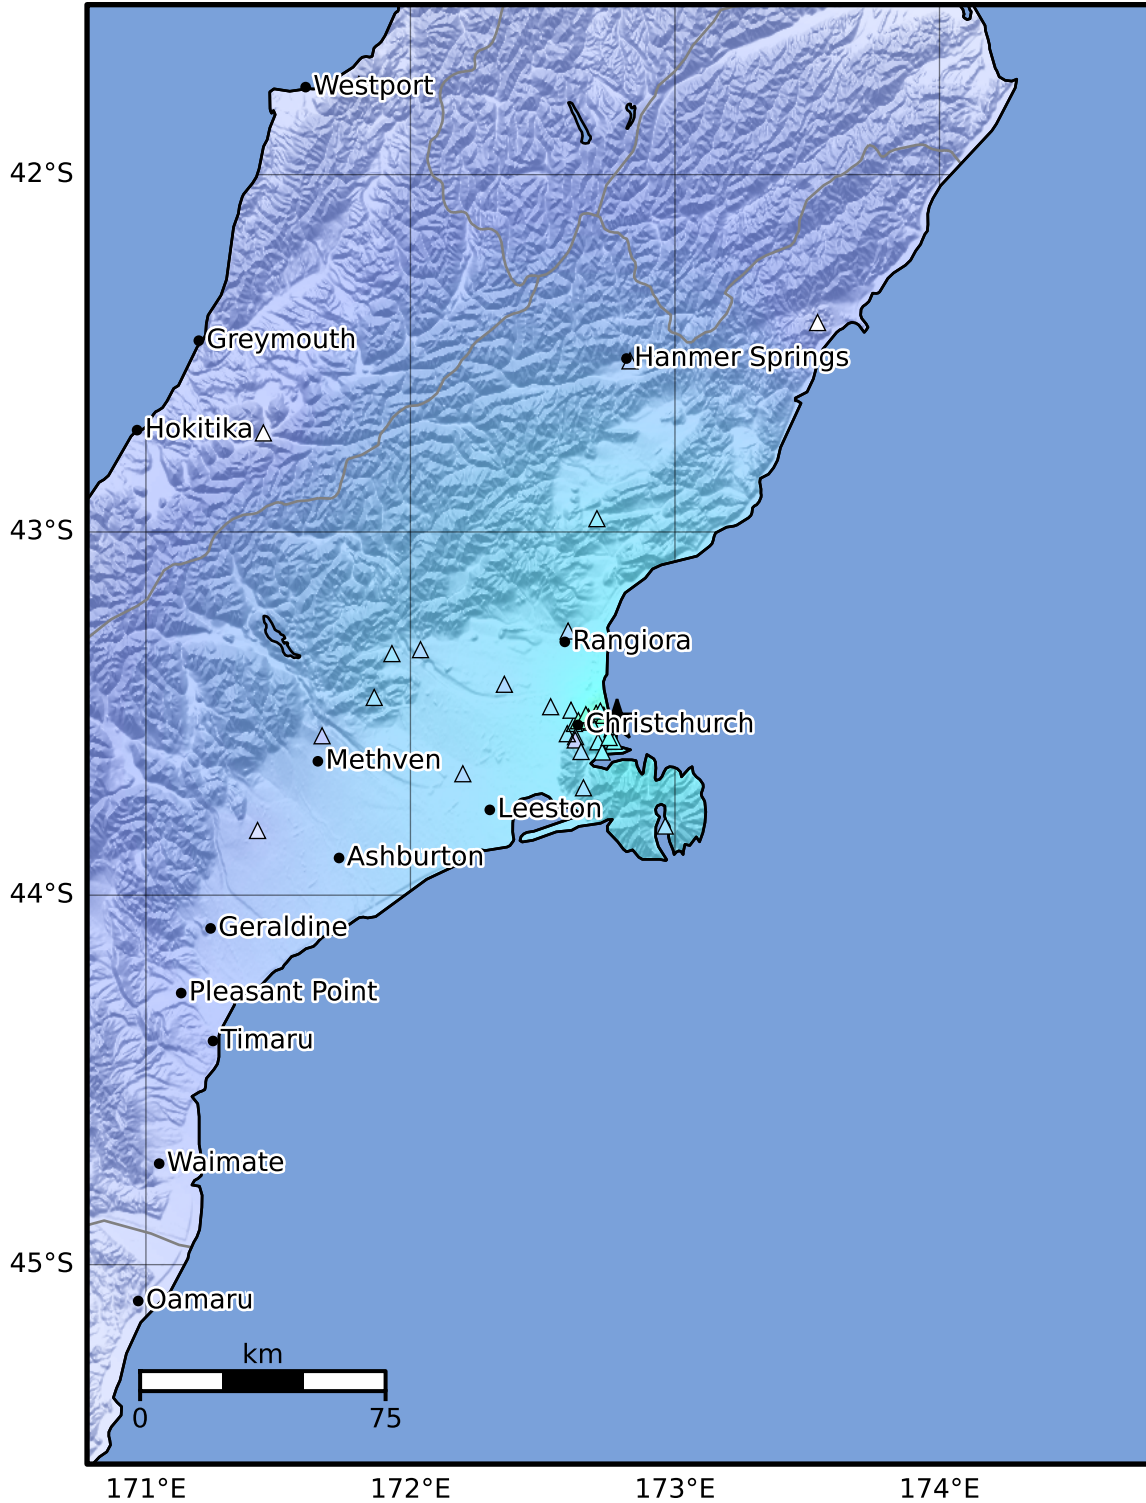 Westport
42°S
Greymouth
Hanmer Springs
Hokitika
43°S
Rangiora
Christchurch
Methven
Leeston
Ashburton
44°S
Geraldine
Pleasant Point
Timaru
Waimate
45°S
Oamaru
km
0 75
171°E 172°E 173°E 174°E